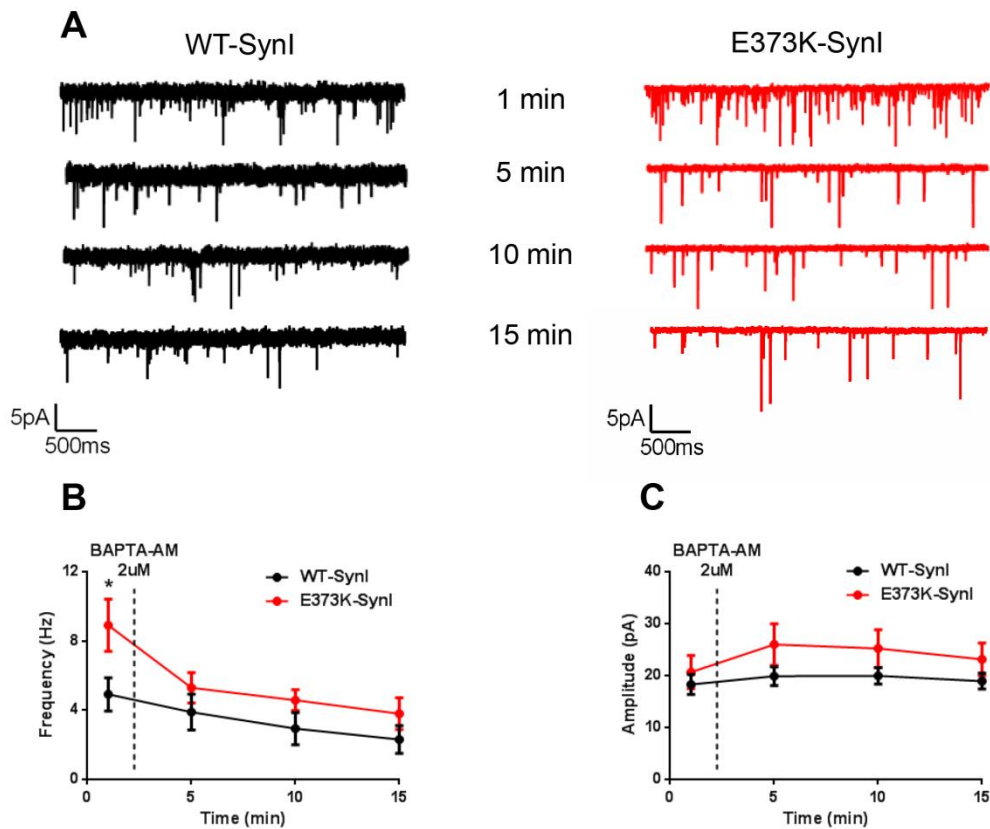 A
WT-SynI
E373K-SynI
1 min
5 min
10 min
15 min
5pA
500ms
5pA
500ms
B
BAPTA-AM
2uM
WT-SynI
E373K-SynI
*
Frequency (Hz)
12
8
4
0
0
5
10
15
Time (min)
C
BAPTA-AM
2uM
WT-SynI
E373K-SynI
Amplitude (pA)
40
30
20
10
0
0
5
10
15
Time (min)